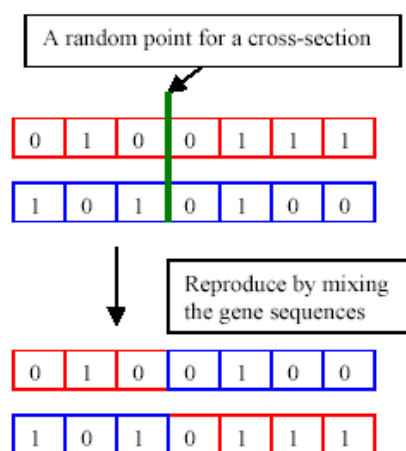 A random point for a cross-section
0 1 0 0 1 1 1
1 0 1 0 1 0 0
Reproduce by mixing
the gene sequences
0 1 0 0 1 0 0
1 0 1 0 1 1 1